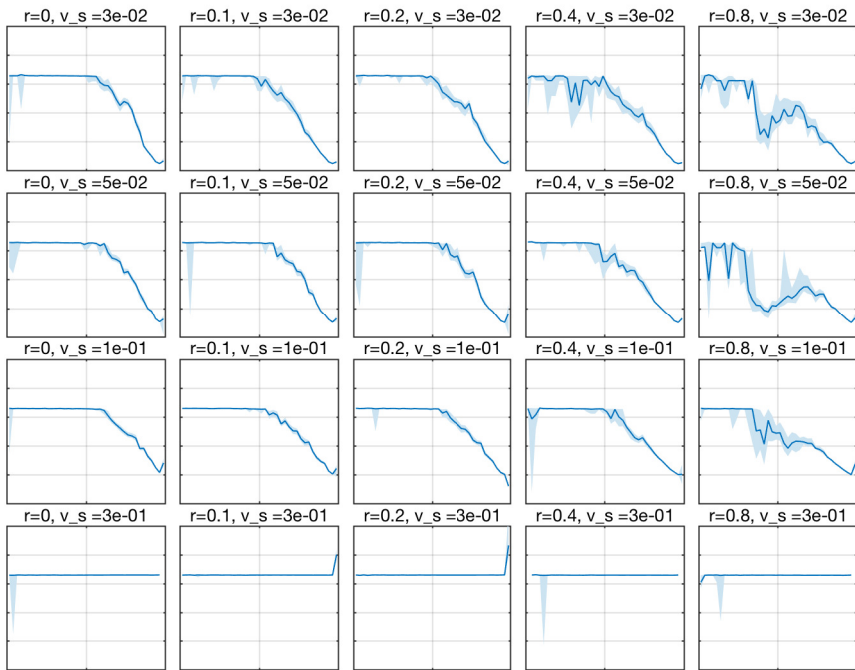 r=0, v_s =3e-02 r=0.1, v_s =3e-02 r=0.2, v_s =3e-02 r=0.4, v_s =3e-02 r=0.8, v_s =3e-02
r=0, v_s =5e-02 r=0.1, v_s =5e-02 r=0.2, v_s =5e-02 r=0.4, v_s =5e-02 r=0.8, v_s =5e-02
r=0, v_s =1e-01 r=0.1, v_s =1e-01 r=0.2, v_s =1e-01 r=0.4, v_s =1e-01 r=0.8, v_s =1e-01
r=0, v_s =3e-01 r=0.1, v_s =3e-01 r=0.2, v_s =3e-01 r=0.4, v_s =3e-01 r=0.8, v_s =3e-01